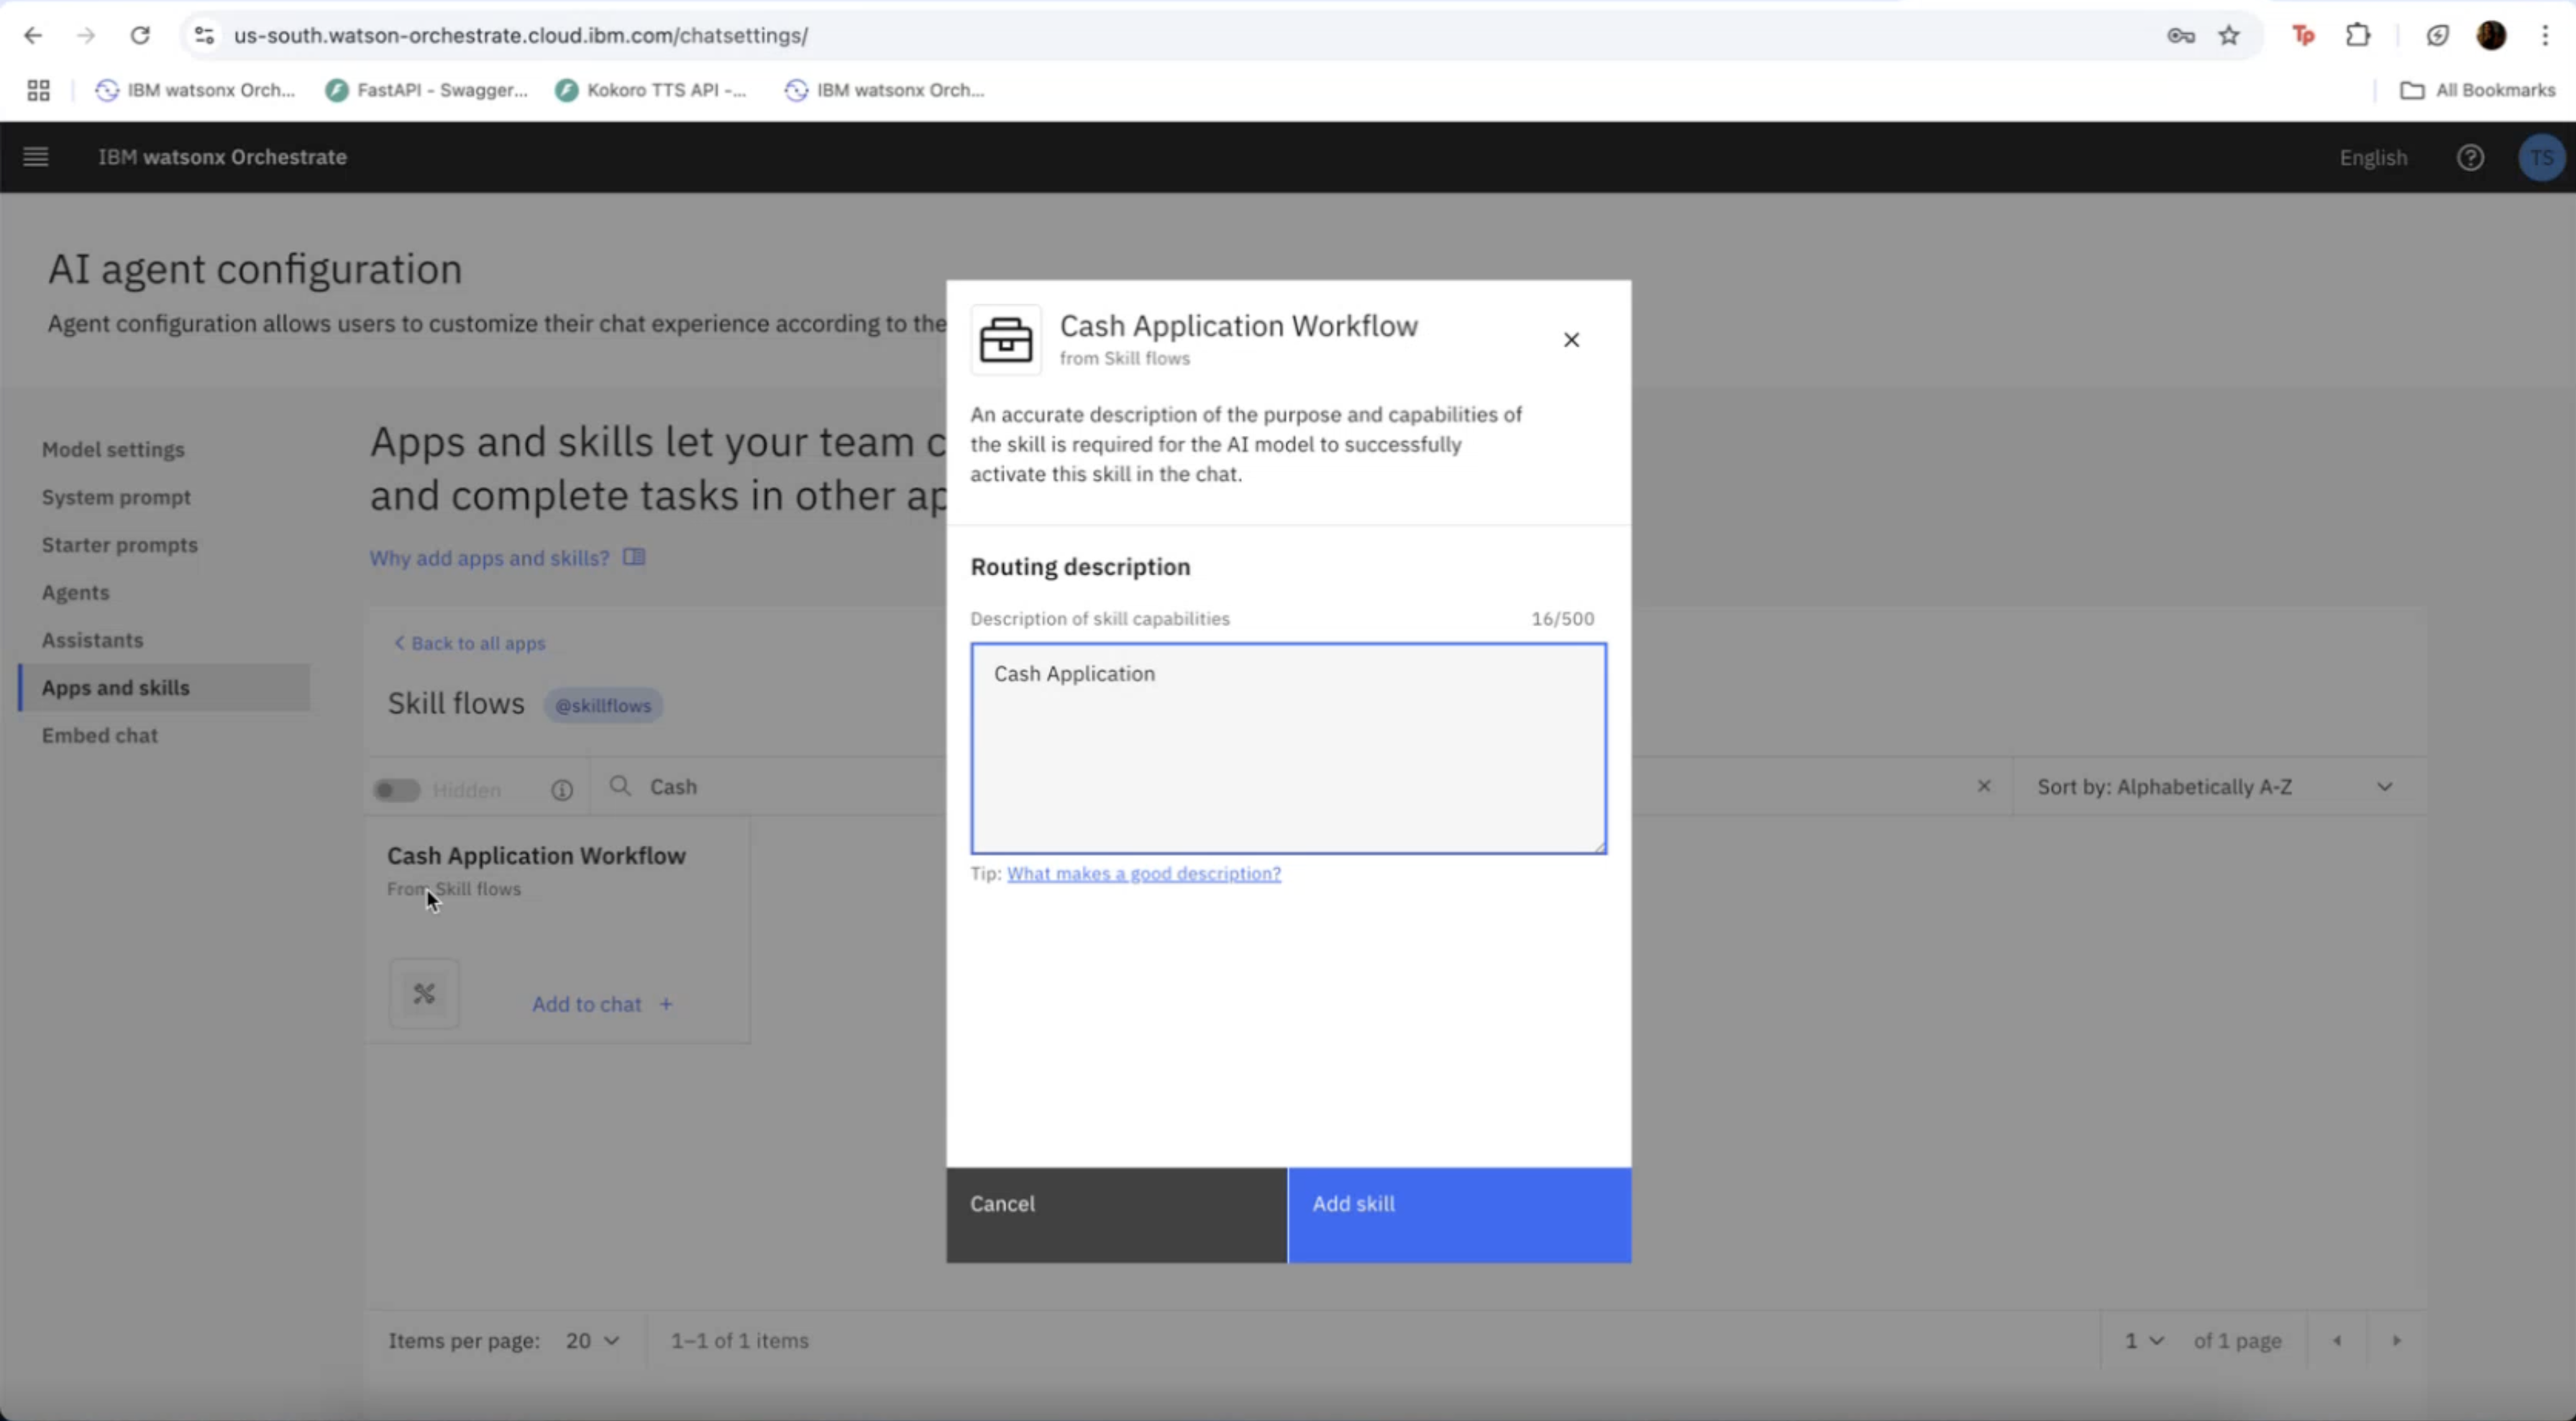 us-south.watson-orchestrate.cloud.ibm.com/chatsettings/
Tp
IBM watsonx Orch...
FastAPI - Swagger...
Kokoro TTS API -...
IBM watsonx Orch...
All Bookmarks
IBM watsonx Orchestrate
English
TS
AI agent configuration
Agent configuration allows users to customize their chat experience according to the
Model settings
System prompt
Starter prompts
Agents
Assistants
Apps and skills
Embed chat
Apps and skills let your team c
and complete tasks in other ap
Why add apps and skills?
Back to all apps
Skill flows @skillflows
Hidden
Cash
Sort by: Alphabetically A-Z
Cash Application Workflow
From Skill flows
Add to chat +
Items per page: 20
1–1 of 1 items
1 of 1 page
Cash Application Workflow
from Skill flows
An accurate description of the purpose and capabilities of
the skill is required for the AI model to successfully
activate this skill in the chat.
Routing description
Description of skill capabilities 16/500
Cash Application
Tip: What makes a good description?
Cancel
Add skill